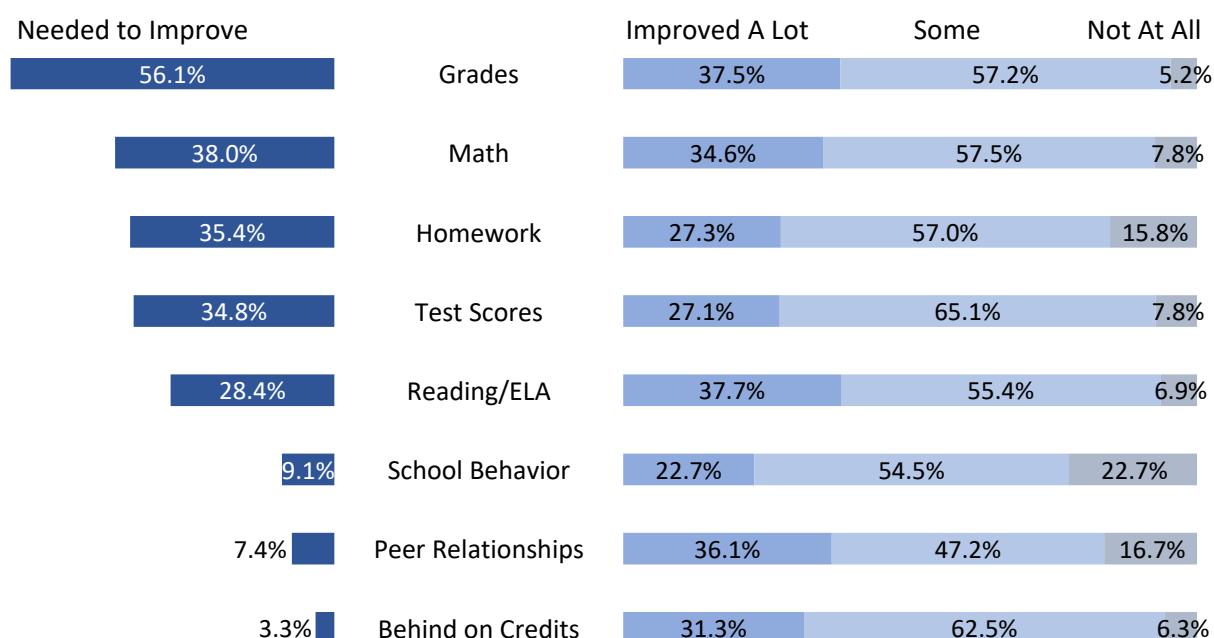 Needed to Improve Improved A Lot Some Not At All
56.1% Grades 37.5% 57.2% 5.2%
38.0% Math 34.6% 57.5% 7.8%
35.4% Homework 27.3% 57.0% 15.8%
34.8% Test Scores 27.1% 65.1% 7.8%
28.4% Reading/ELA 37.7% 55.4% 6.9%
9.1% School Behavior 22.7% 54.5% 22.7%
7.4% Peer Relationships 36.1% 47.2% 16.7%
3.3% Behind on Credits 31.3% 62.5% 6.3%